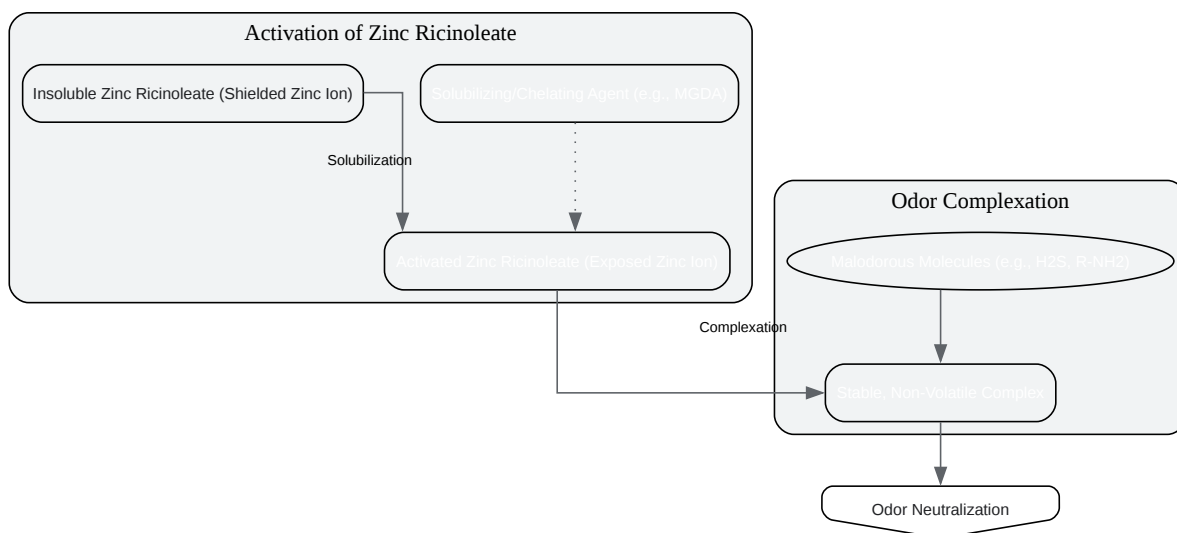 Activation of Zinc Ricinoleate
Insoluble Zinc Ricinoleate (Shielded Zinc Ion)
Solubilizing/Chelating Agent (e.g., MGDA)
Solubilization
Activated Zinc Ricinoleate (Exposed Zinc Ion)
Odor Complexation
Malodorous Molecules (e.g., H2S, R-NH2)
Complexation
Stable, Non-Volatile Complex
Odor Neutralization